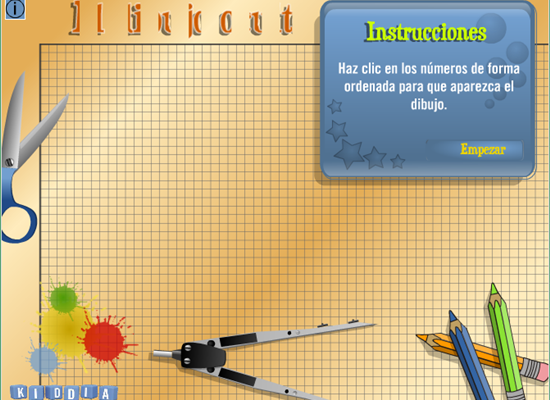 Instrucciones
Haz clic en los números de forma
ordenada para que aparezca el
dibujo.
Empezar
KIDDIA